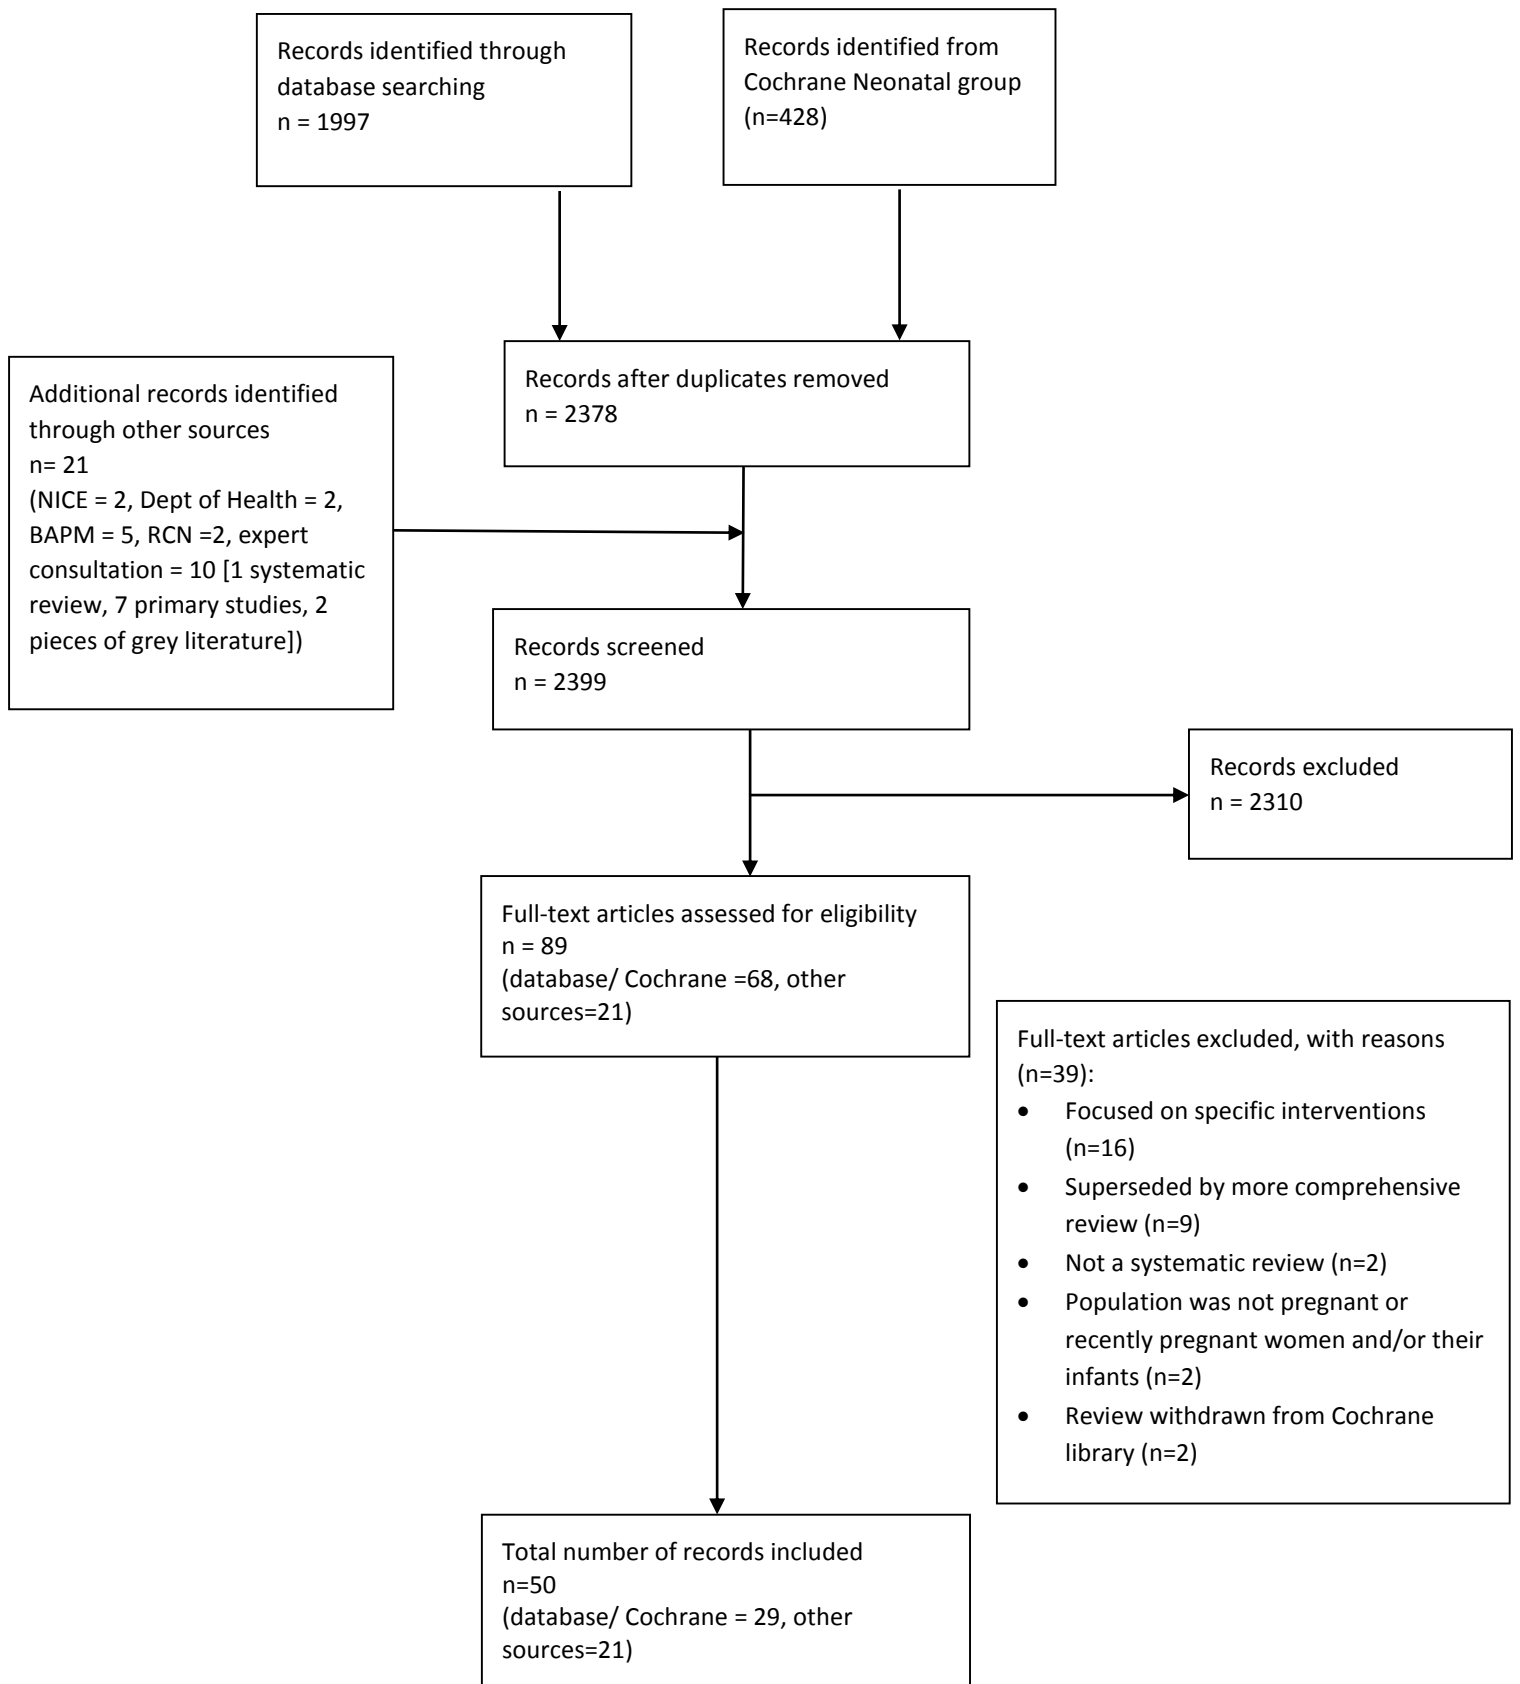 Records identified through
database searching
n = 1997
Records identified from
Cochrane Neonatal group
(n=428)
Records after duplicates removed
n = 2378
Additional records identified
through other sources
n= 21
(NICE = 2, Dept of Health = 2,
BAPM = 5, RCN =2, expert
consultation = 10 [1 systematic
review, 7 primary studies, 2
pieces of grey literature])
Records screened
n = 2399
Records excluded
n = 2310
Full-text articles assessed for eligibility
n = 89
(database/ Cochrane =68, other
sources=21)
Full-text articles excluded, with reasons
(n=39):
• Focused on specific interventions
(n=16)
• Superseded by more comprehensive
review (n=9)
• Not a systematic review (n=2)
• Population was not pregnant or
recently pregnant women and/or their
infants (n=2)
• Review withdrawn from Cochrane
library (n=2)
Total number of records included
n=50
(database/ Cochrane = 29, other
sources=21)